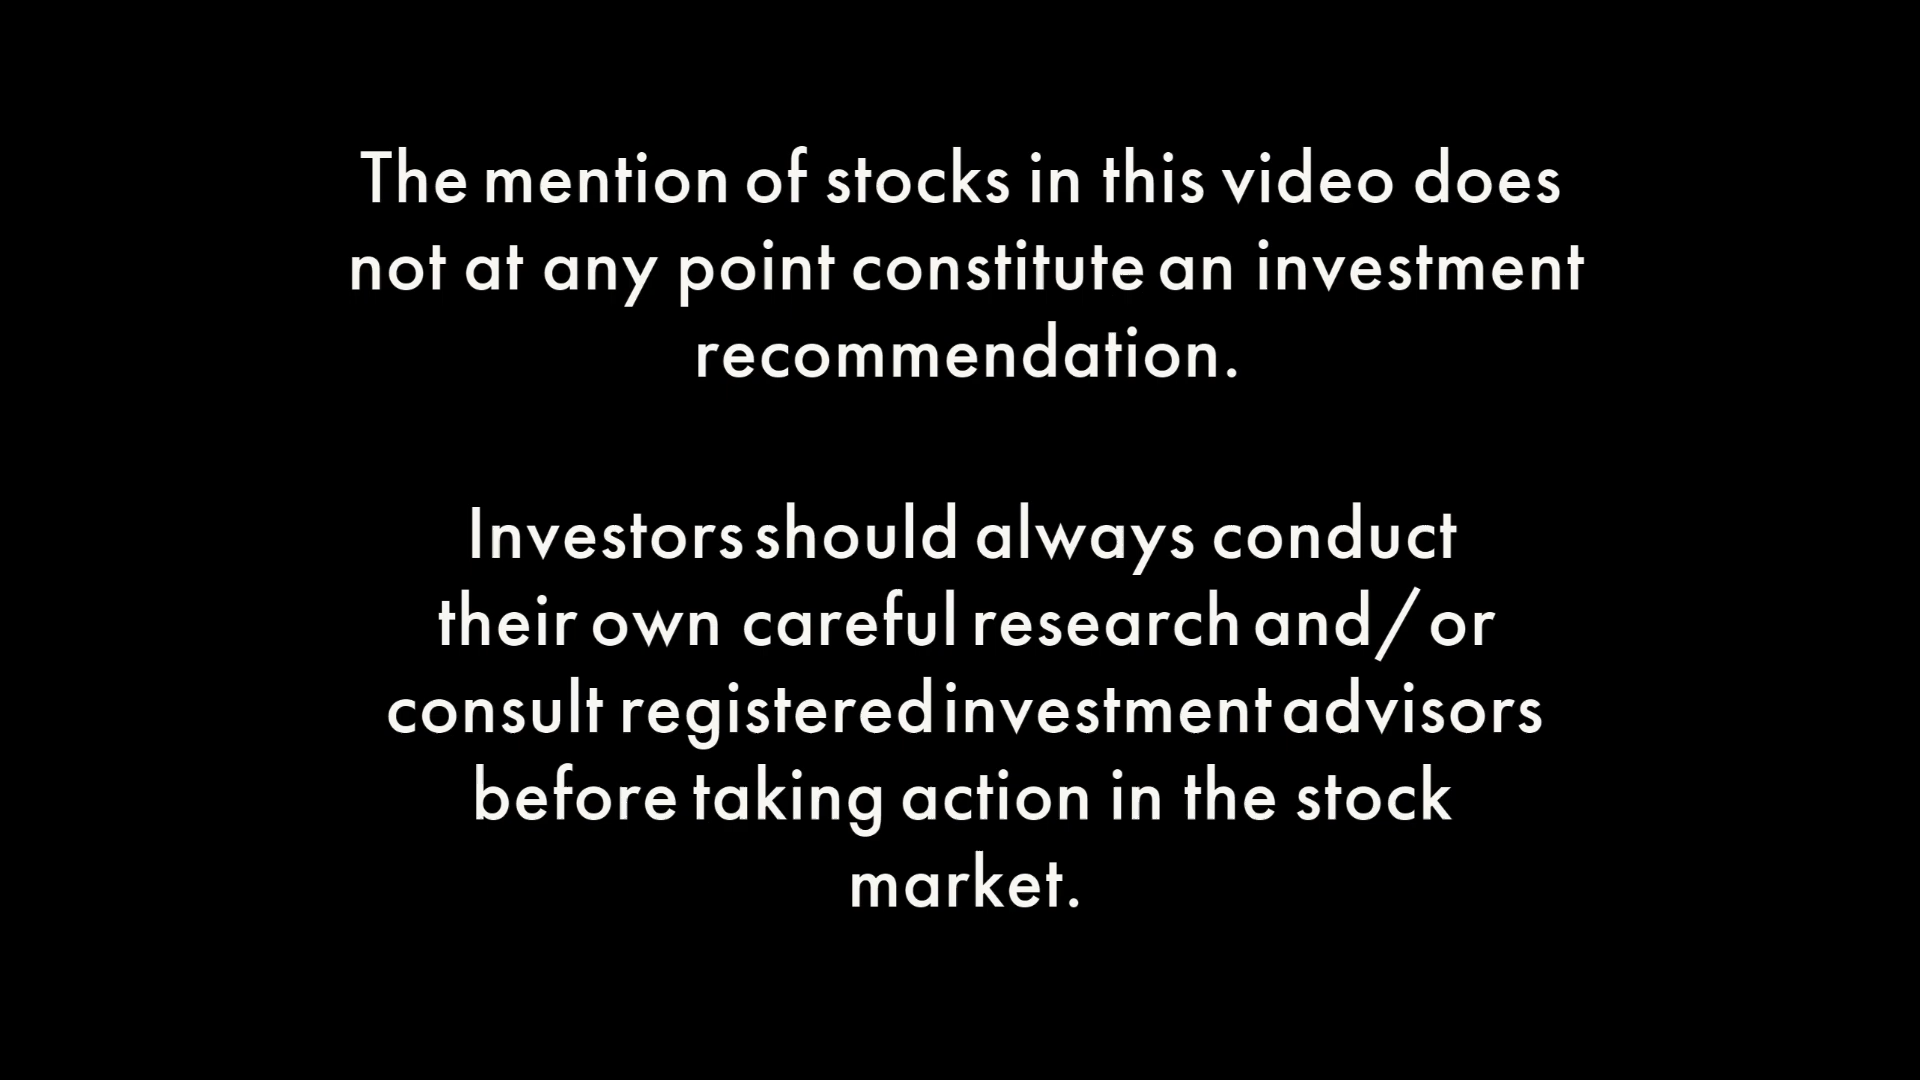 The mention of stocks in this video does
not at any point constitute an investment
recommendation.
Investors should always conduct
their own careful research and/or
consult registered investment advisors
before taking action in the stock
market.